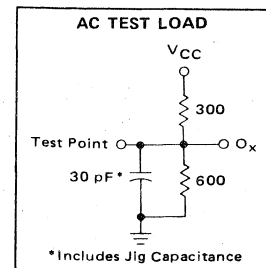 AC TEST LOAD
VCC
300
Test Point
Ox
30 pF*
600
*Includes Jig Capacitance